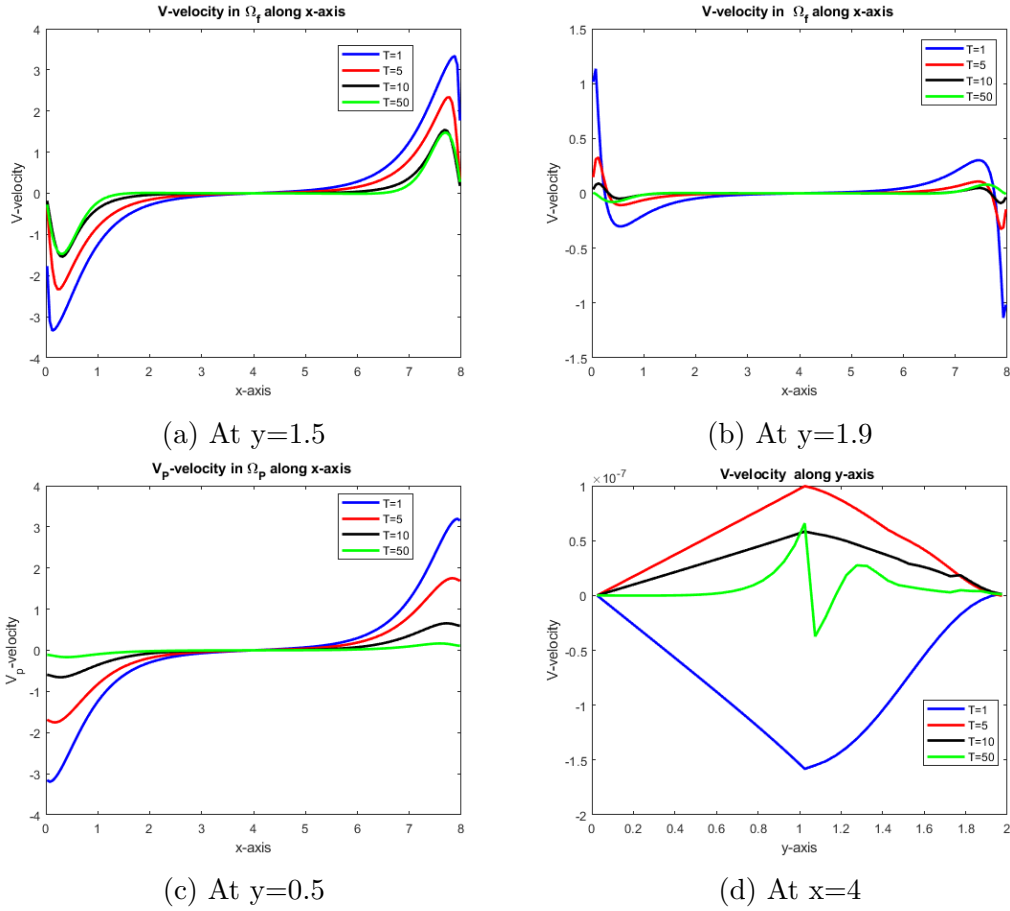 V-velocity in Ω_f along x-axis
4
3
2
1
0
-1
-2
-3
-4
V-velocity
T=1
T=5
T=10
T=50
0 1 2 3 4 5 6 7 8
x-axis
(a) At y=1.5
V-velocity in Ω_f along x-axis
1.5
1
0.5
0
-0.5
-1
-1.5
V-velocity
T=1
T=5
T=10
T=50
0 1 2 3 4 5 6 7 8
x-axis
(b) At y=1.9
V_P-velocity in Ω_P along x-axis
4
3
2
1
0
-1
-2
-3
-4
V_p-velocity
T=1
T=5
T=10
T=50
0 1 2 3 4 5 6 7 8
x-axis
(c) At y=0.5
V-velocity along y-axis
×10^-7
1
0.5
0
-0.5
-1
-1.5
-2
V-velocity
T=1
T=5
T=10
T=50
0 0.2 0.4 0.6 0.8 1 1.2 1.4 1.6 1.8 2
y-axis
(d) At x=4